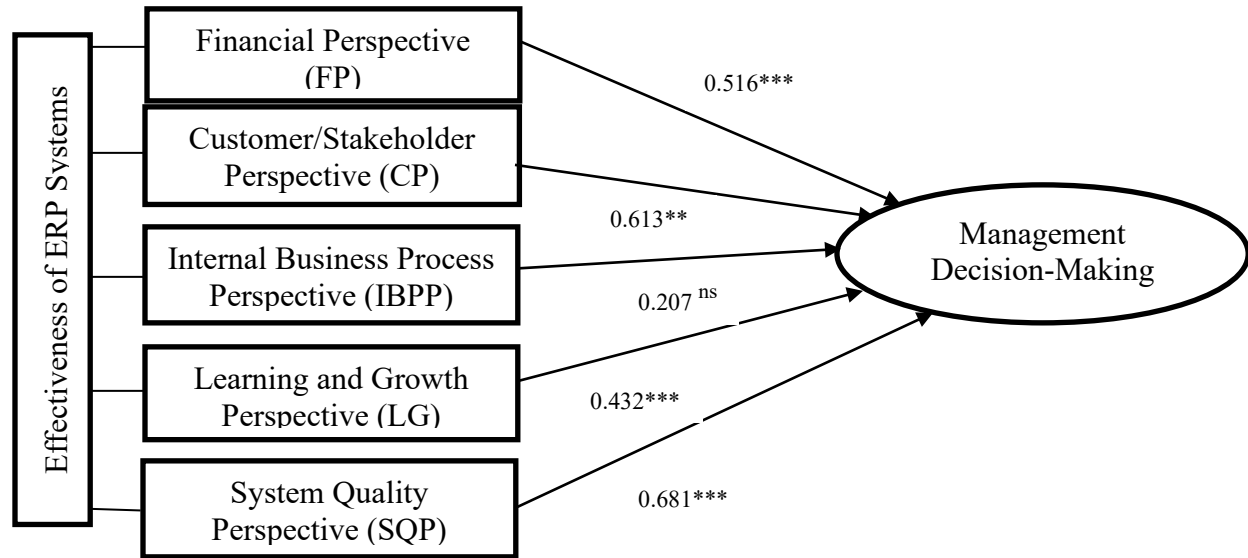 Effectiveness of ERP Systems
Financial Perspective
(FP)
Customer/Stakeholder
Perspective (CP)
Internal Business Process
Perspective (IBPP)
Learning and Growth
Perspective (LG)
System Quality
Perspective (SQP)
0.516***
0.613**
0.207 ns
0.432***
0.681***
Management
Decision-Making